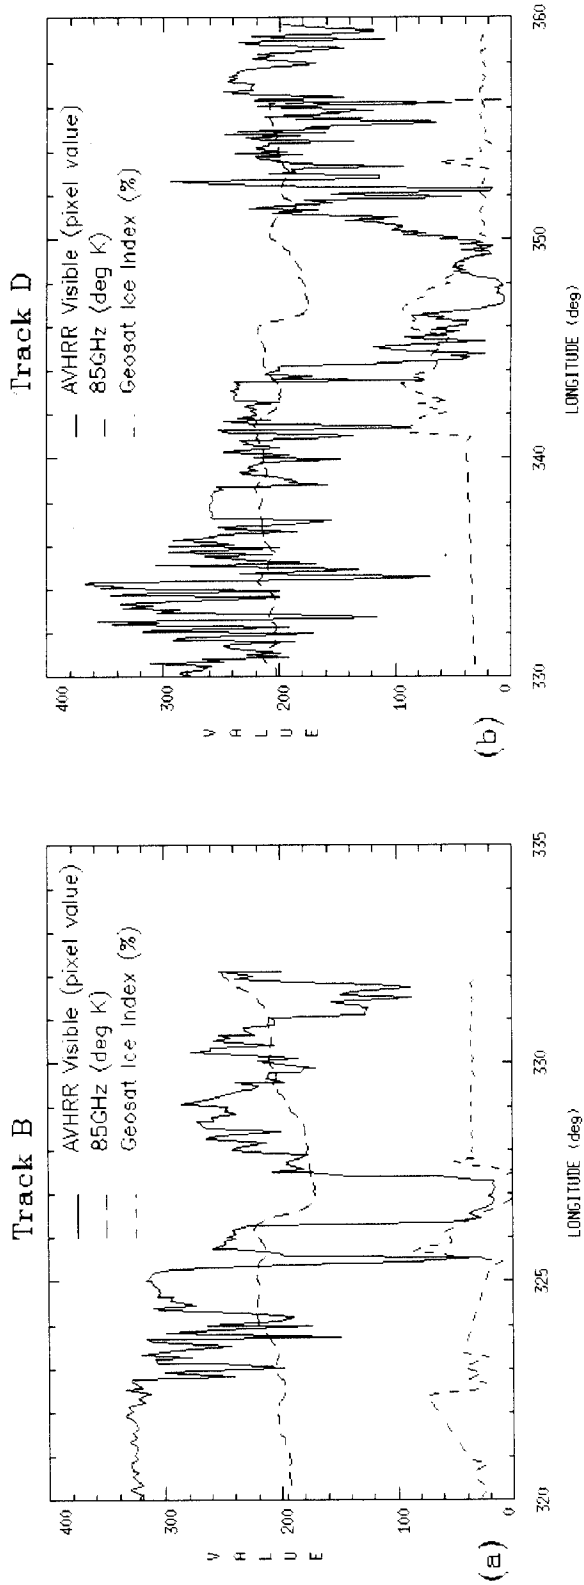 Track B
AVHRR Visible (pixel value)
85GHz (deg K)
Geosat Ice Index (%)
400
300
200
100
0
VALUE
320
325
330
335
LONGITUDE (deg)
(a)
Track D
AVHRR Visible (pixel value)
85GHz (deg K)
Geosat Ice Index (%)
400
300
200
100
0
VALUE
330
340
350
360
LONGITUDE (deg)
(b)